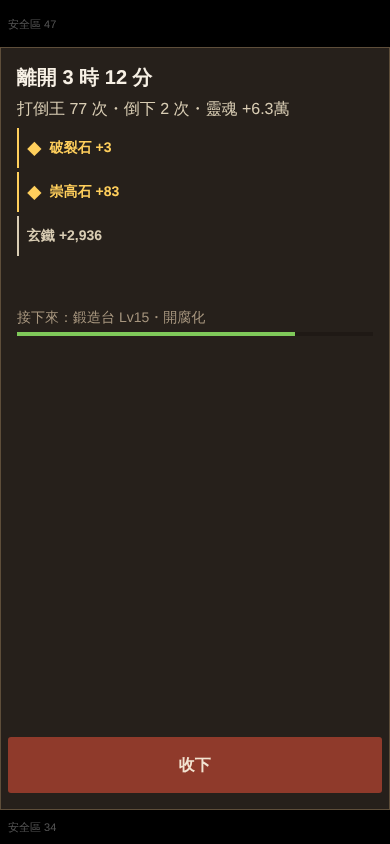 安全區 47
離開 3 時 12 分
打倒王 77 次・倒下 2 次・靈魂 +6.3萬
◆ 破裂石 +3
◆ 崇高石 +83
玄鐵 +2,936
接下來：鍛造台 Lv15・開腐化
收下
安全區 34